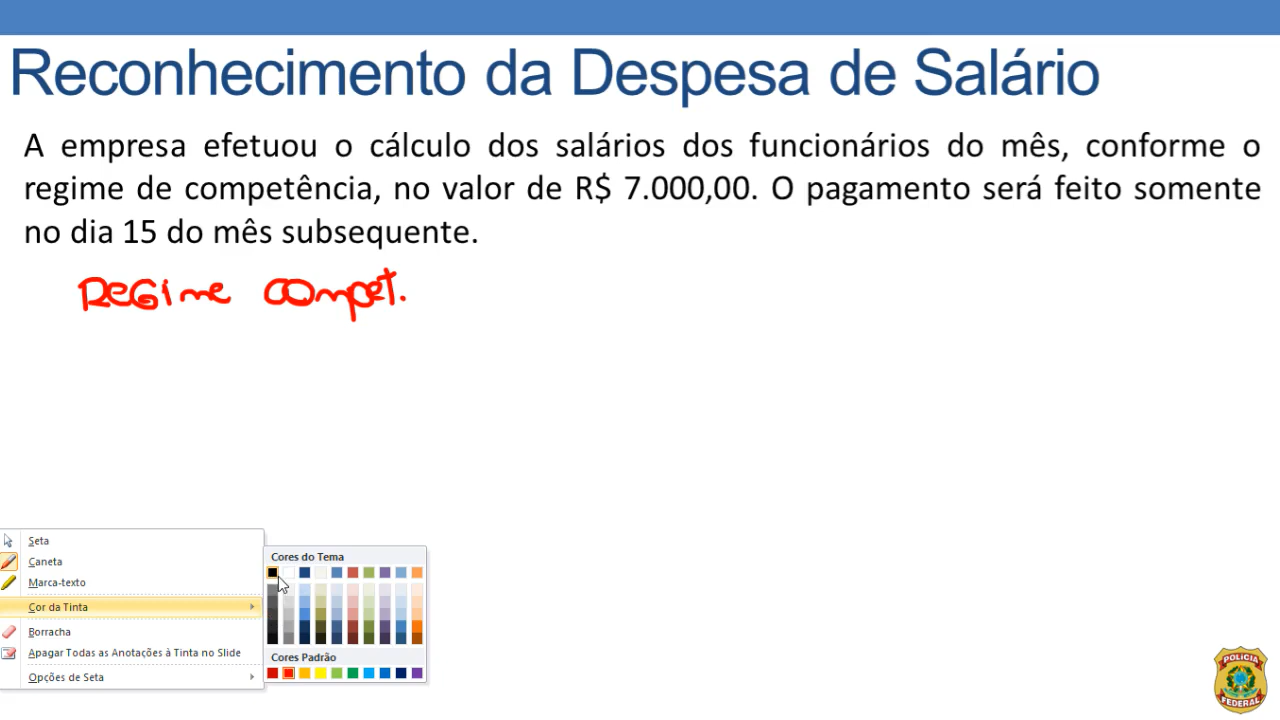 Reconhecimento da Despesa de Salário
A empresa efetuou o cálculo dos salários dos funcionários do mês, conforme o
regime de competência, no valor de R$ 7.000,00. O pagamento será feito somente
no dia 15 do mês subsequente.
Regime compet.
Seta
Caneta
Marca-texto
Cor da Tinta
Borracha
Apagar Todas as Anotações à Tinta no Slide
Opções de Seta
Cores do Tema
Cores Padrão
POLÍCIA
FEDERAL